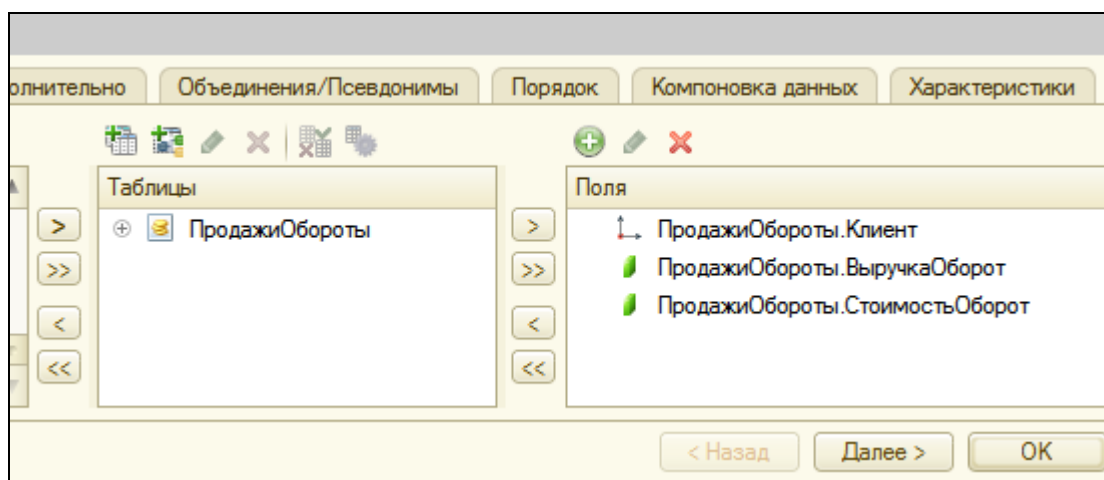 олнительно Объединения/Псевдонимы Порядок Компоновка данных Характеристики
Таблицы Поля
> ПродажиОбороты > ПродажиОбороты.Клиент
>> >> ПродажиОбороты.ВыручкаОборот
< < ПродажиОбороты.СтоимостьОборот
<< <<
< Назад Далее > OK